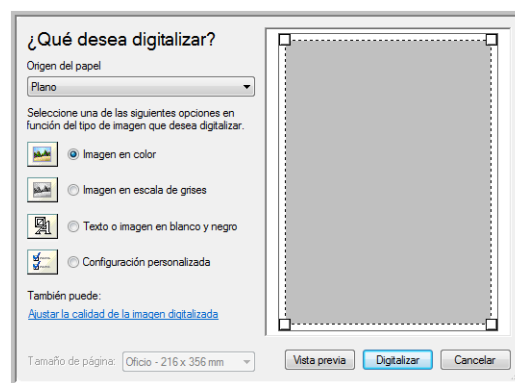 ¿Qué desea digitalizar?
Origen del papel
Plano
Seleccione una de las siguientes opciones en
función del tipo de imagen que desea digitalizar.
Imagen en color
Imagen en escala de grises
Texto o imagen en blanco y negro
Configuración personalizada
También puede:
Ajustar la calidad de la imagen digitalizada
Tamaño de página: Oficio - 216 x 356 mm
Vista previa Digitalizar Cancelar